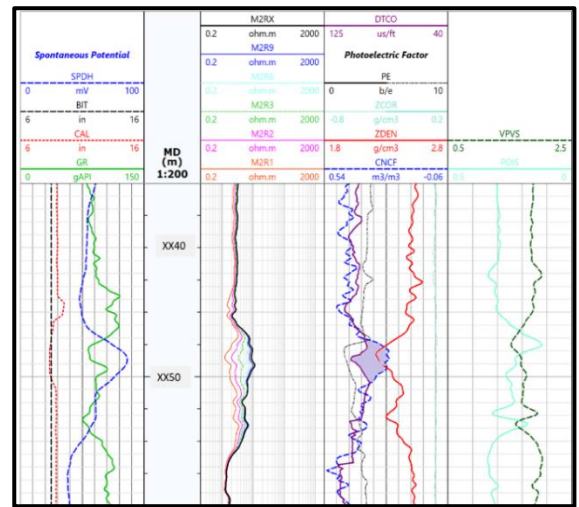 Spontaneous Potential
SPDH
0 mV 100
BIT
6 in 16
CAL
6 in 16
GR
0 gAPI 150
MD
(m)
1:200
M2RX
0.2 ohm.m 2000
M2R9
0.2 ohm.m 2000
M2R6
0.2 ohm.m 2000
M2R3
0.2 ohm.m 2000
M2R2
0.2 ohm.m 2000
M2R1
0.2 ohm.m 2000
DTCO
125 us/ft 40
Photoelectric Factor
PE
0 b/e 10
ZCOR
-0.8 g/cm3 0.2
ZDEN
1.8 g/cm3 2.8
CNCF
0.54 m3/m3 -0.06
VPVS
0.5 2.5
POIS
0.5 0
XX40
XX50